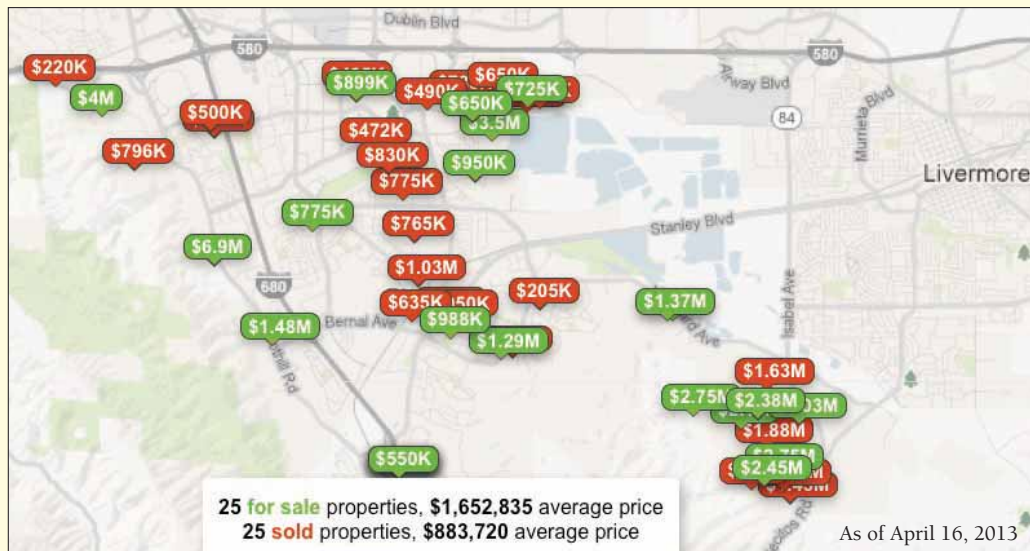 Dublin Blvd
580
580
$220K
$4M
$899K
$650K
$490K
$725K
$650K
$3.5M
Airway Blvd
84
Murrieta Blvd
$500K
$796K
$472K
$830K
$775K
$950K
Livermore
$775K
$765K
Stanley Blvd
$6.9M
680
$1.03M
$205K
$635K
$988K
Bernal Ave
$1.48M
$1.29M
$1.37M
Isabel Ave
$1.63M
$2.75M
$2.38M
$1.88M
$2.45M
$550K
25 for sale properties, $1,652,835 average price
25 sold properties, $883,720 average price
As of April 16, 2013